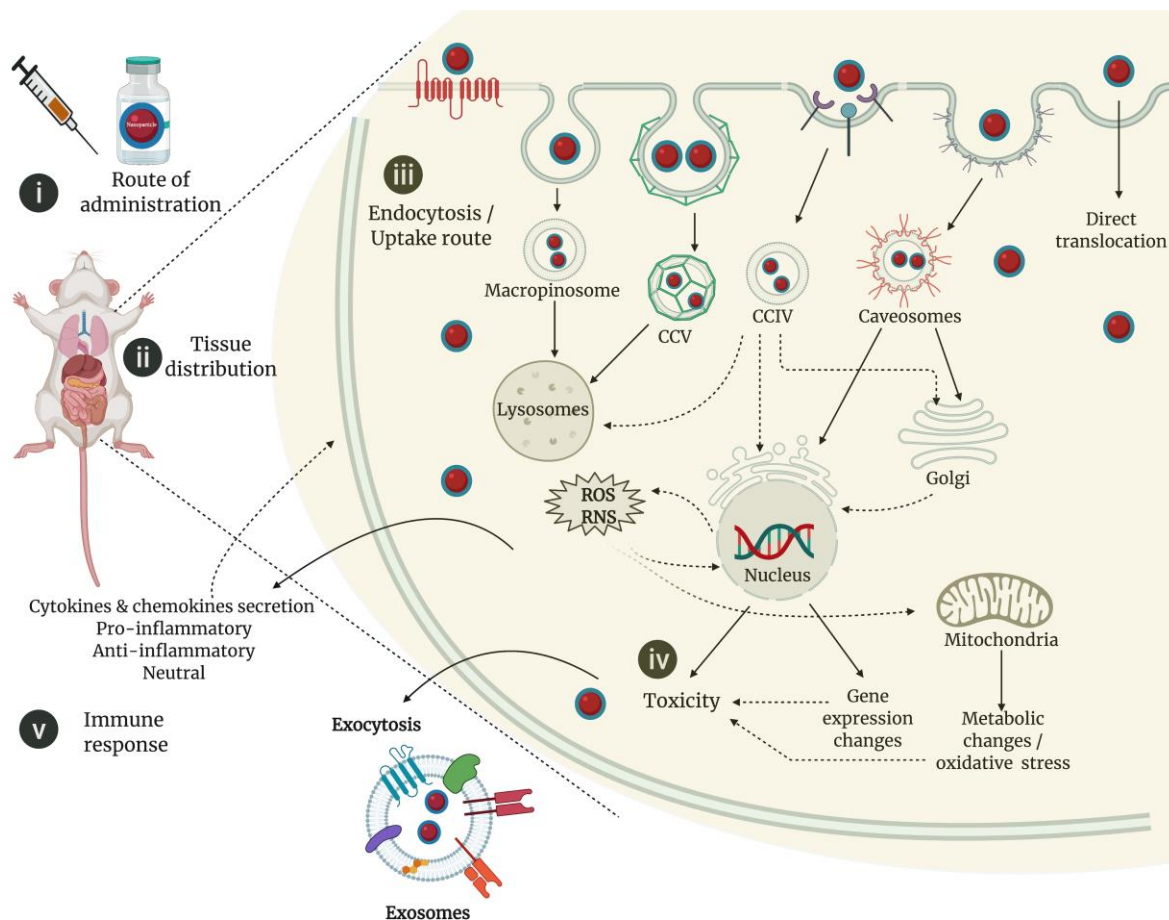 Nanoparticle
i
Route of
administration
ii
Tissue
distribution
iii
Endocytosis /
Uptake route
Macropinosome
CCV
CCIV
Caveosomes
Direct
translocation
Lysosomes
Golgi
ROS
RNS
Nucleus
Mitochondria
iv
Toxicity
Gene
expression
changes
Metabolic
changes /
oxidative stress
Cytokines & chemokines secretion
Pro-inflammatory
Anti-inflammatory
Neutral
v
Immune
response
Exocytosis
Exosomes